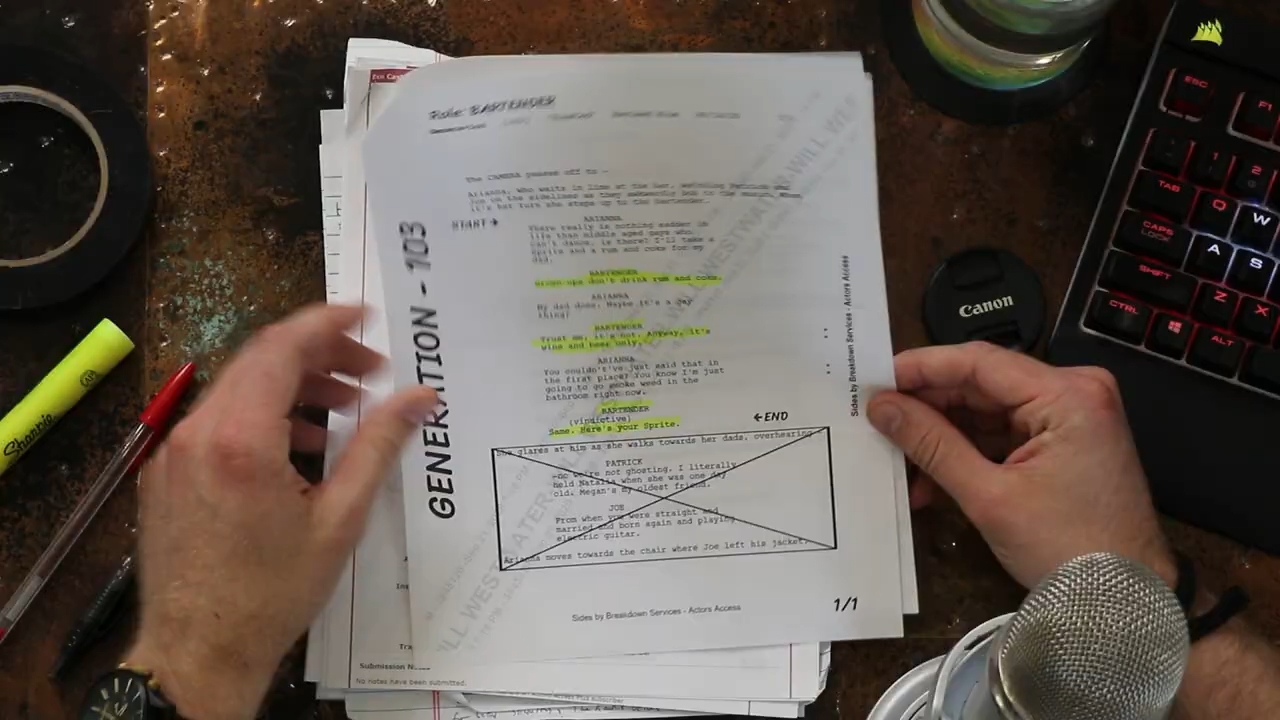 Role: BARTENDER
The CAMERA passes off to -
Arianna, who waits in line at the bar, watching Patrick and
Joe on the sidelines as they awkwardly bob to the music. When
it's her turn she steps up to the bartender.
START→
ARIANNA
There really is nothing sadder in
life than middle aged guys who
can't dance, is there? I'll take a
Sprite and a rum and coke for my
dad.
BARTENDER
Grown ups don't drink rum and coke.
ARIANNA
My dad does. Maybe it's a gay
thing?
BARTENDER
Trust me, it's not. Anyway, it's
wine and beer only.
ARIANNA
You couldn't've just said that in
the first place? You know I'm just
going to go smoke weed in the
bathroom right now.
BARTENDER
(vindictive)
Same. Here's your Sprite.
←END
She glares at him as she walks towards her dads, overhearing
PATRICK
-no we're not ghosting. I literally
held Natalia when she was one day
old. Megan's my oldest friend.
JOE
From when you were straight and
married and born again and playing
electric guitar.
Arianna moves towards the chair where Joe left his jacket.
Sides by Breakdown Services - Actors Access
1/1
GENERATION - 103
Sides by Breakdown Services - Actors Access
WILL WESTWATER
Submission Notes
No notes have been submitted.
Sharpie
Canon
ESC
F1
1
2
TAB
Q
W
CAPS
LOCK
A
S
SHIFT
Z
X
CTRL
ALT